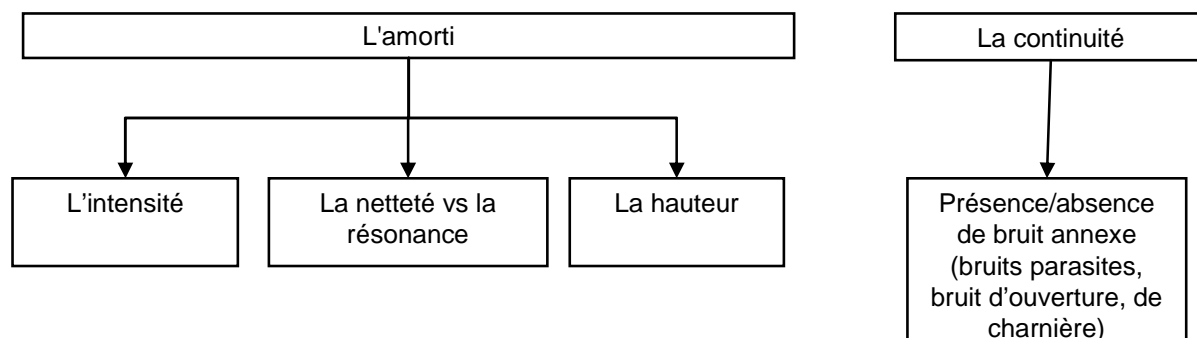 L'amorti
La continuité
L'intensité
La netteté vs la
résonance
La hauteur
Présence/absence
de bruit annexe
(bruits parasites,
bruit d'ouverture, de
charnière)